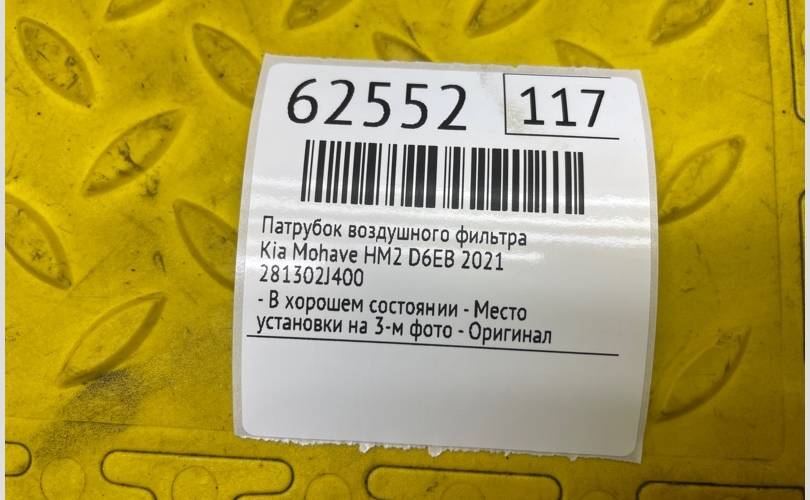 62552 117
Патрубок воздушного фильтра
Kia Mohave HM2 D6EB 2021
281302J400
- В хорошем состоянии - Место
установки на 3-м фото - Оригинал